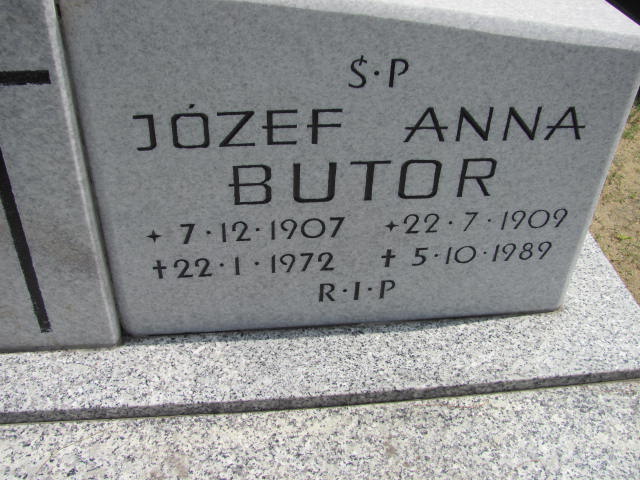 Ś·P
JÓZEF ANNA
BUTOR
+ 7·12·1907 + 22·7·1909
† 22·1·1972 † 5·10·1989
R·I·P